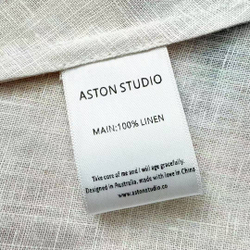 ASTON STUDIO
MAIN:100% LINEN
Take care of me and I will age gracefully.
Designed in Australia, made with love in China
www.astonstudio.co